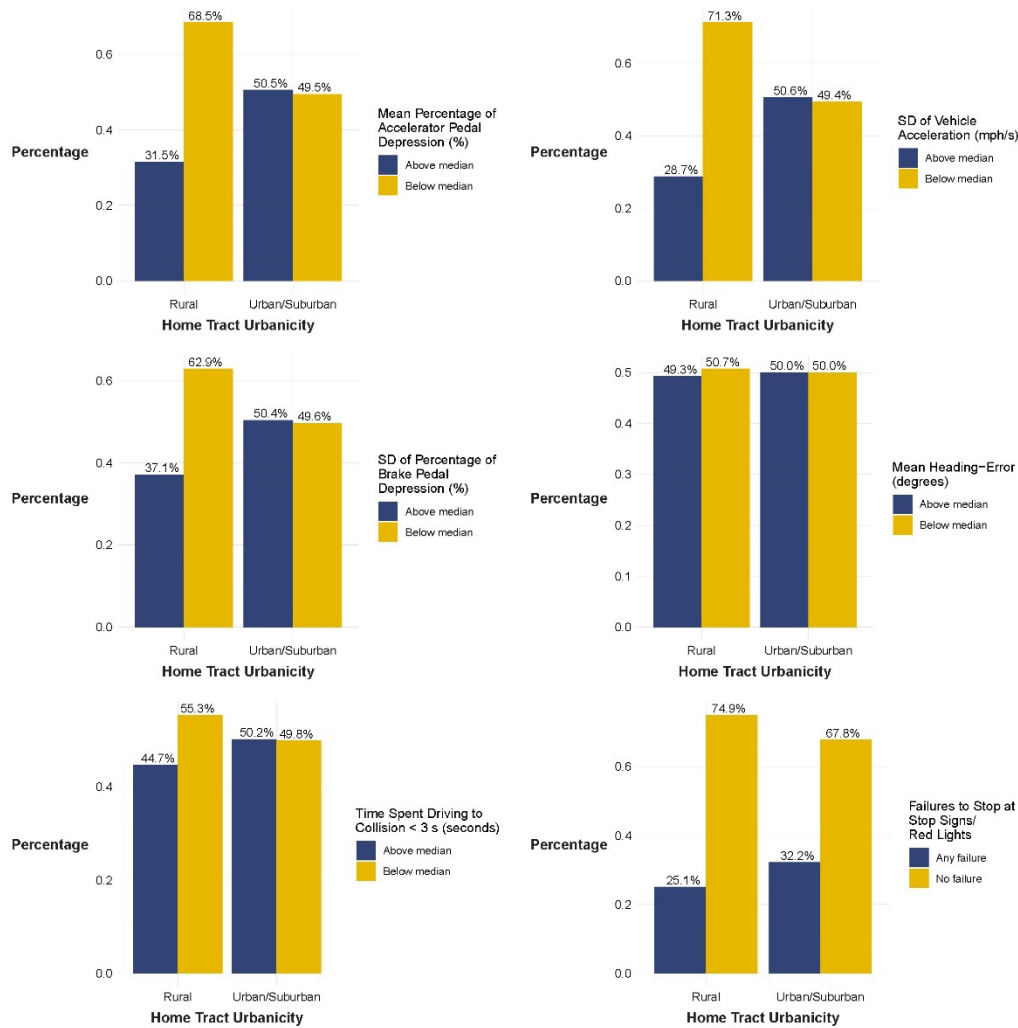 68.5%
0.6
50.5%
49.5%
Mean Percentage of
Accelerator Pedal
Depression (%)
0.4
Percentage
31.5%
Above median
Below median
0.2
0.0
Rural
Urban/Suburban
Home Tract Urbanicity
71.3%
0.6
50.6%
49.4%
SD of Vehicle
Acceleration (mph/s)
0.4
Percentage
28.7%
Above median
Below median
0.2
0.0
Rural
Urban/Suburban
Home Tract Urbanicity
62.9%
0.6
50.4%
49.6%
0.4
37.1%
SD of Percentage of
Brake Pedal
Depression (%)
Percentage
Above median
Below median
0.2
0.0
Rural
Urban/Suburban
Home Tract Urbanicity
0.5
49.3%
50.7%
50.0%
50.0%
0.4
Mean Heading-Error
(degrees)
0.3
Percentage
Above median
Below median
0.2
0.1
0.0
Rural
Urban/Suburban
Home Tract Urbanicity
55.3%
44.7%
50.2%
49.8%
0.4
Time Spent Driving to
Collision < 3 s (seconds)
Percentage
Above median
Below median
0.2
0.0
Rural
Urban/Suburban
Home Tract Urbanicity
74.9%
67.8%
0.6
Failures to Stop at
Stop Signs/
Red Lights
0.4
Percentage
32.2%
Any failure
25.1%
No failure
0.2
0.0
Rural
Urban/Suburban
Home Tract Urbanicity